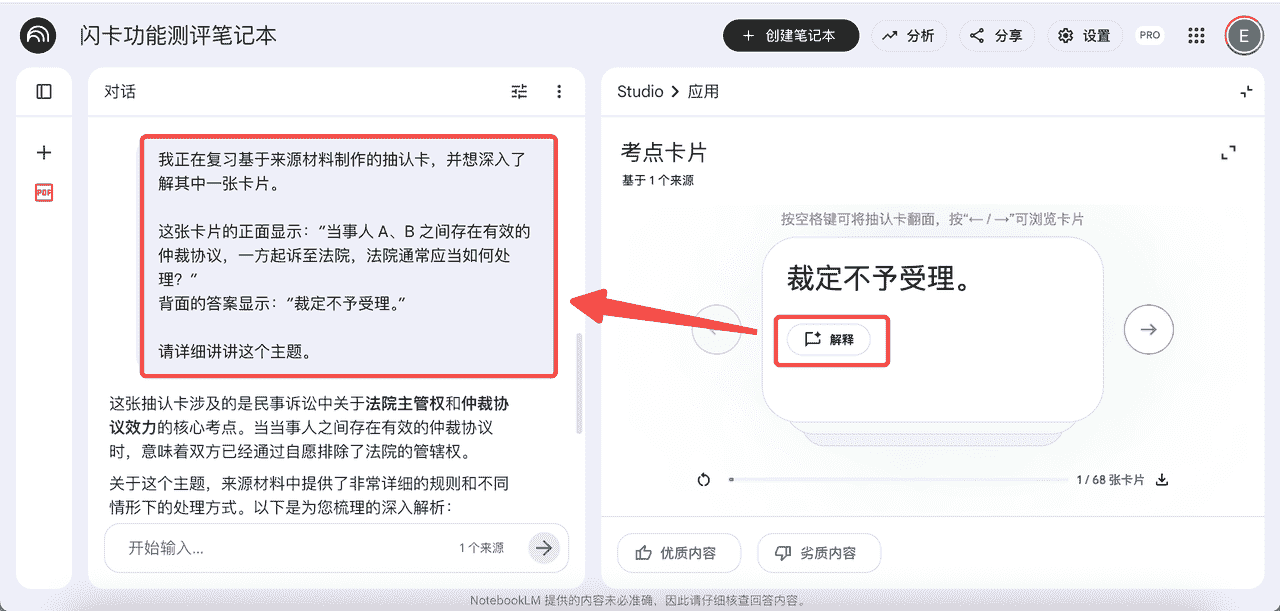 闪卡功能测评笔记本
创建笔记本
分析
分享
设置
PRO
E
对话
PDF
我正在复习基于来源材料制作的抽认卡，并想深入了
解其中一张卡片。
这张卡片的正面显示：“当事人 A、B 之间存在有效的
仲裁协议，一方起诉至法院，法院通常应当如何处
理？”
背面的答案显示：“裁定不予受理。”
请详细讲讲这个主题。
这张抽认卡涉及的是民事诉讼中关于法院主管权和仲裁协
议效力的核心考点。当当事人之间存在有效的仲裁协议
时，意味着双方已经通过自愿排除了法院的管辖权。
关于这个主题，来源材料中提供了非常详细的规则和不同
情形下的处理方式。以下是为您梳理的深入解析：
开始输入...
1 个来源
Studio > 应用
考点卡片
基于 1 个来源
按空格键可将抽认卡翻面，按“← / →”可浏览卡片
裁定不予受理。
解释
1 / 68 张卡片
优质内容
劣质内容
NotebookLM 提供的内容未必准确，因此请仔细核查回答内容。